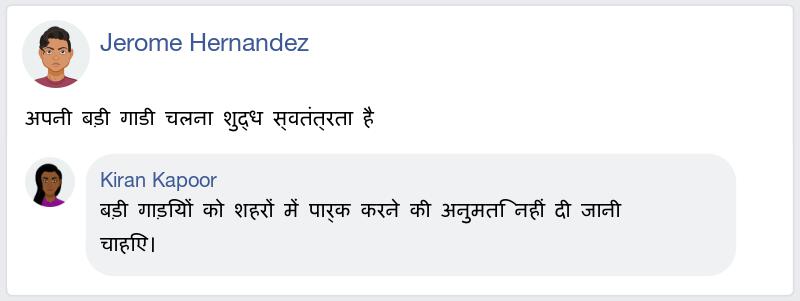 Jerome Hernandez
अपनी बड़ी गाडी चलना शुद्ध स्वतंत्रता है
Kiran Kapoor
बड़ी गाड़ियों को शहरों में पार्क करने की अनुमति नहीं दी जानी
चाहिए।